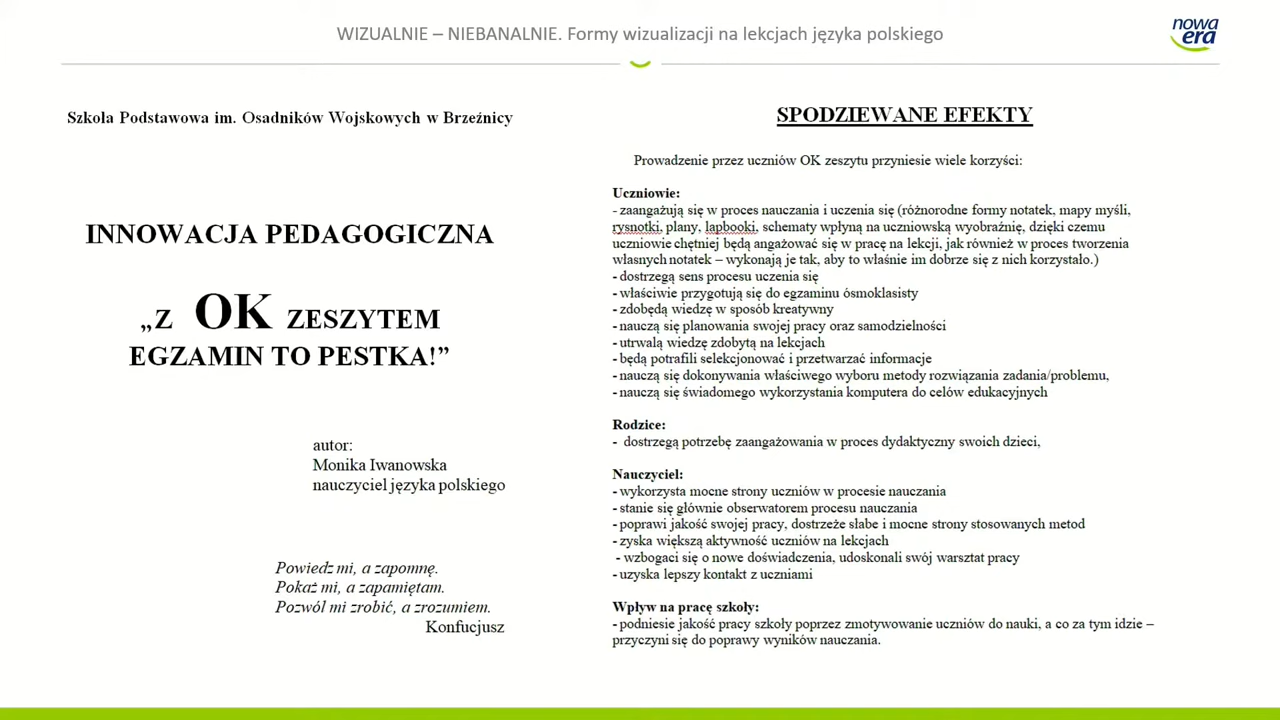 WIZUALNIE – NIEBANALNIE. Formy wizualizacji na lekcjach języka polskiego
nowa
era
Szkoła Podstawowa im. Osadników Wojskowych w Brzeźnicy
INNOWACJA PEDAGOGICZNA
„Z OK ZESZYTEM
EGZAMIN TO PESTKA!”
autor:
Monika Iwanowska
nauczyciel języka polskiego
Powiedz mi, a zapomnę.
Pokaż mi, a zapamiętam.
Pozwól mi zrobić, a zrozumiem.
Konfucjusz
SPODZIEWANE EFEKTY
Prowadzenie przez uczniów OK zeszytu przyniesie wiele korzyści:
Uczniowie:
- zaangażują się w proces nauczania i uczenia się (różnorodne formy notatek, mapy myśli,
rysnotki, plany, lapbooki, schematy wpłyną na uczniowską wyobraźnię, dzięki czemu
uczniowie chętniej będą angażować się w pracę na lekcji, jak również w proces tworzenia
własnych notatek – wykonają je tak, aby to właśnie im dobrze się z nich korzystało.)
- dostrzegą sens procesu uczenia się
- właściwie przygotują się do egzaminu ósmoklasisty
- zdobędą wiedzę w sposób kreatywny
- nauczą się planowania swojej pracy oraz samodzielności
- utrwalą wiedzę zdobytą na lekcjach
- będą potrafili selekcjonować i przetwarzać informacje
- nauczą się dokonywania właściwego wyboru metody rozwiązania zadania/problemu,
- nauczą się świadomego wykorzystania komputera do celów edukacyjnych
Rodzice:
- dostrzegą potrzebę zaangażowania w proces dydaktyczny swoich dzieci,
Nauczyciel:
- wykorzysta mocne strony uczniów w procesie nauczania
- stanie się głównie obserwatorem procesu nauczania
- poprawi jakość swojej pracy, dostrzeże słabe i mocne strony stosowanych metod
- zyska większą aktywność uczniów na lekcjach
- wzbogaci się o nowe doświadczenia, udoskonali swój warsztat pracy
- uzyska lepszy kontakt z uczniami
Wpływ na pracę szkoły:
- podniesie jakość pracy szkoły poprzez zmotywowanie uczniów do nauki, a co za tym idzie –
przyczyni się do poprawy wyników nauczania.